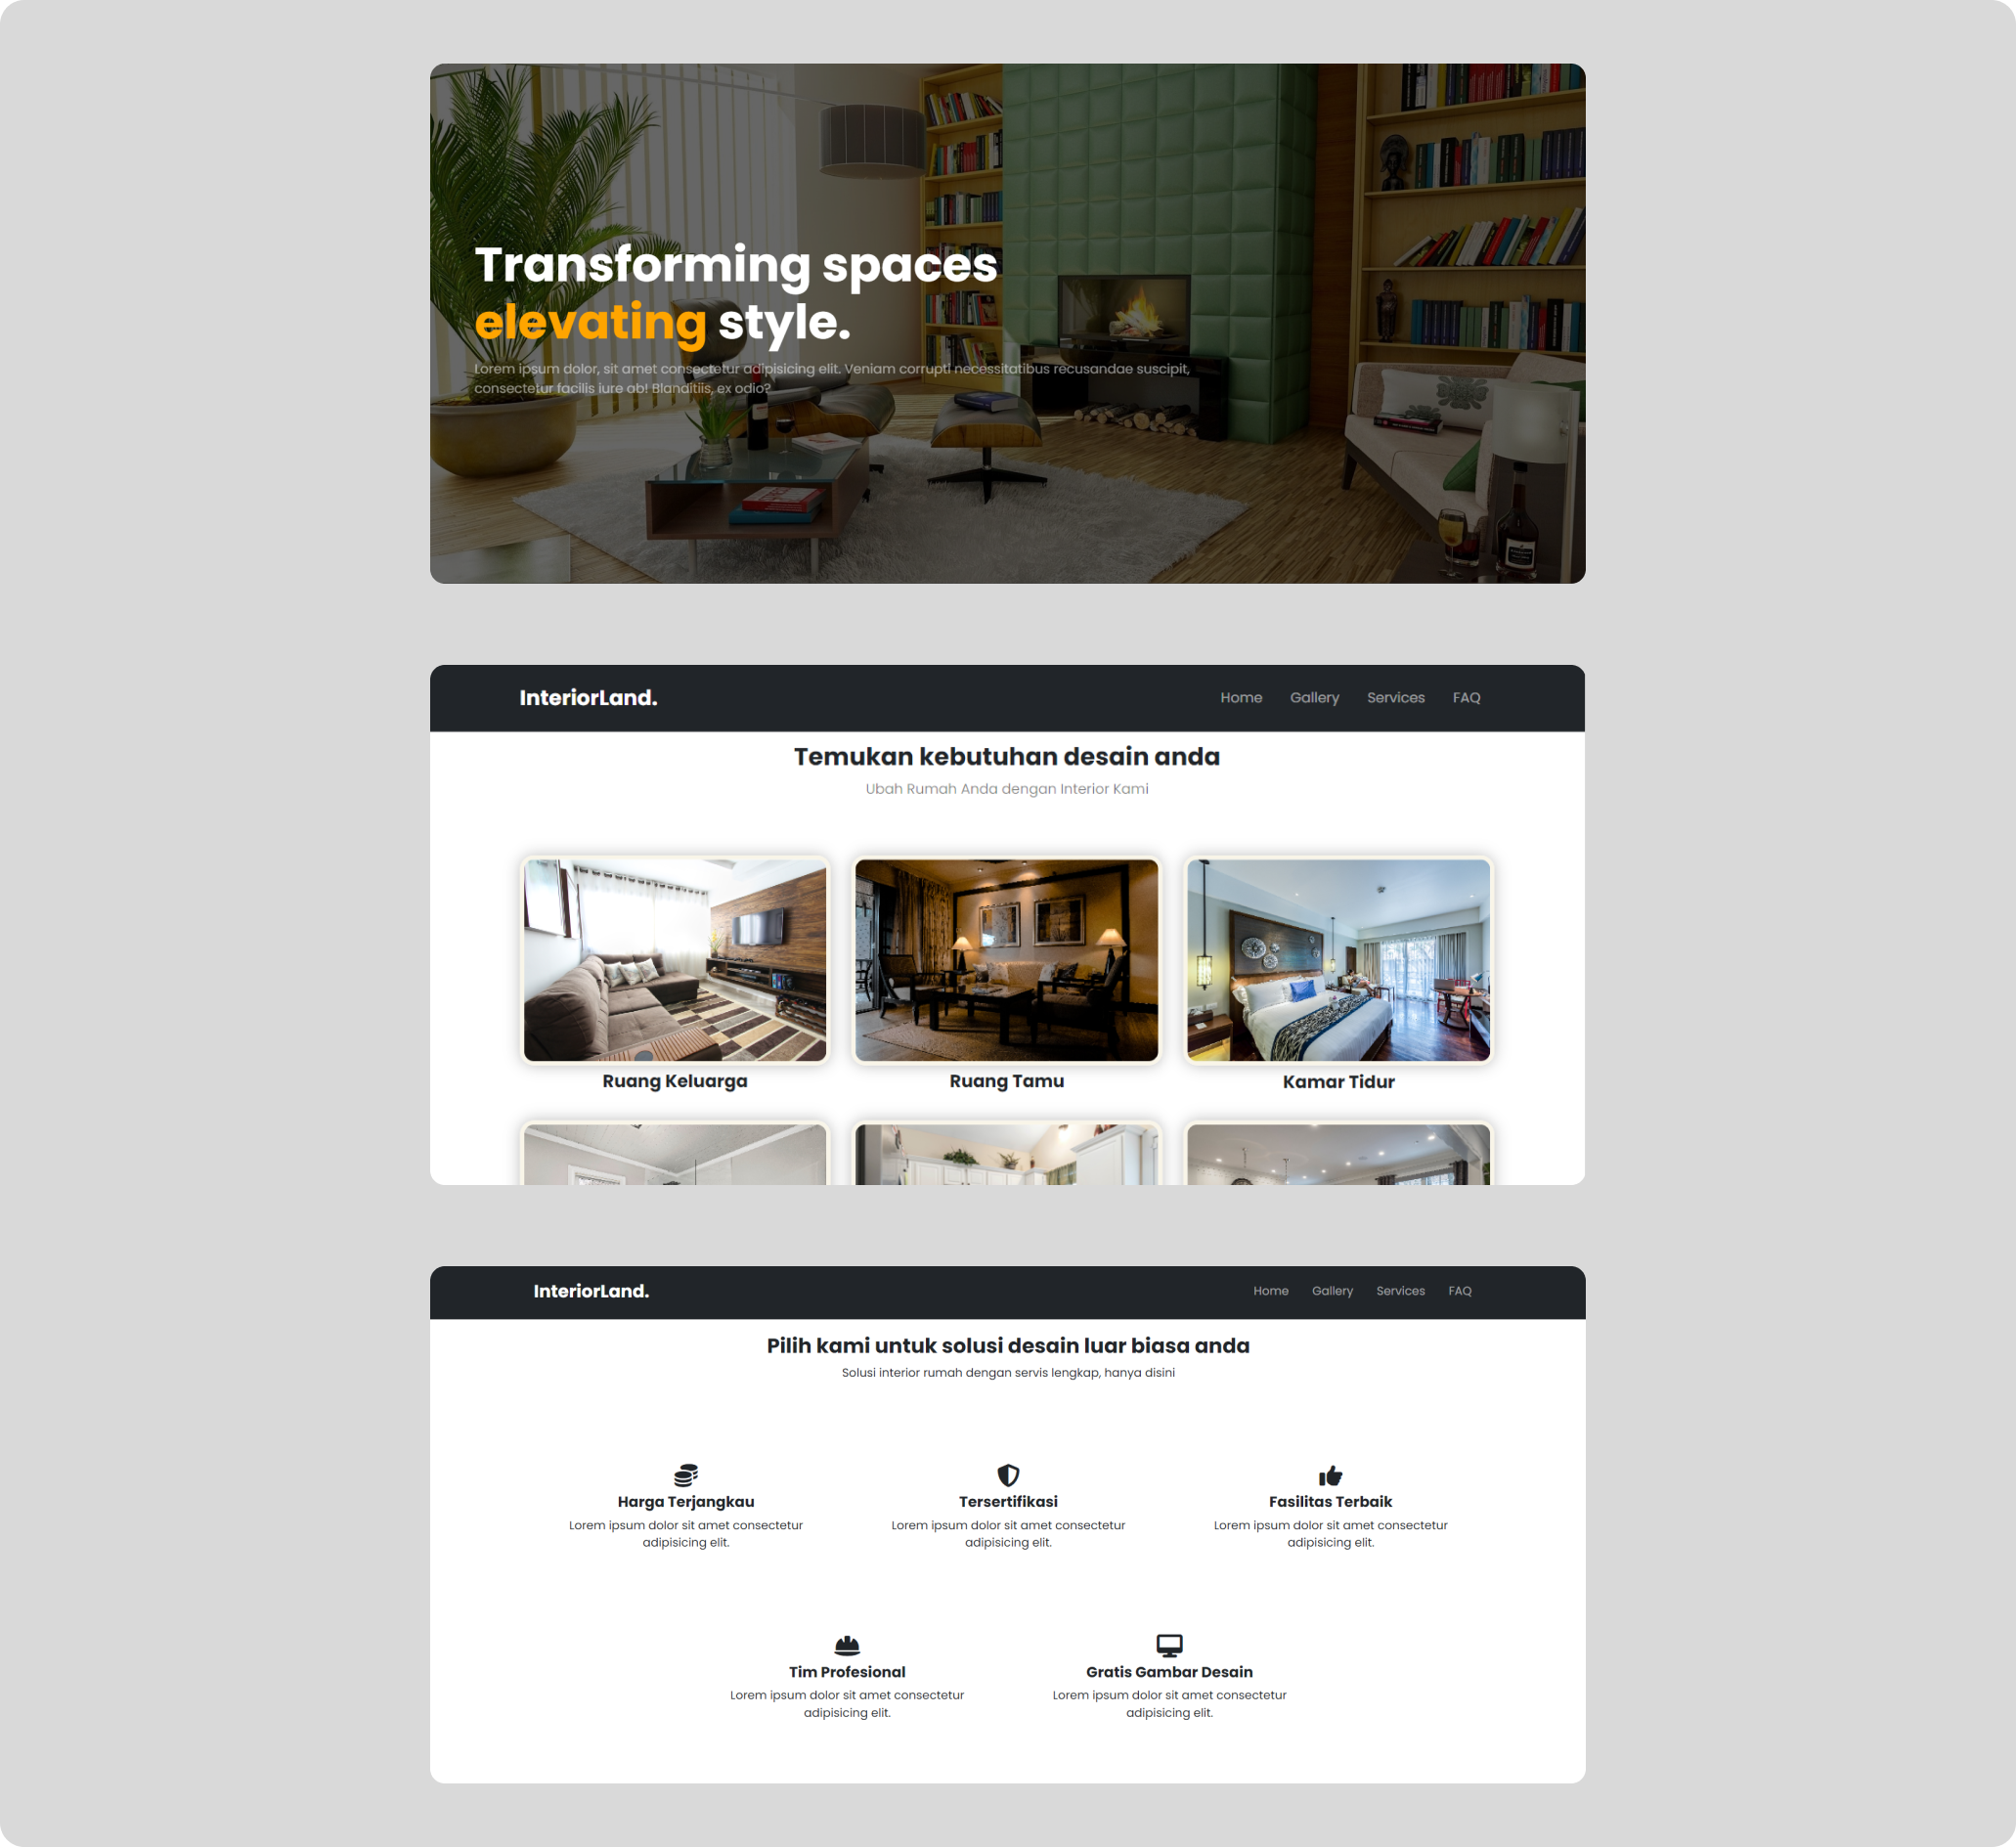 Transforming spaces
elevating style.
Lorem ipsum dolor, sit amet consectetur adipisicing elit. Veniam corrupti necessitatibus recusandae suscipit,
consectetur facilis iure ab! Blanditiis, ex odio?
InteriorLand.
Home Gallery Services FAQ
Temukan kebutuhan desain anda
Ubah Rumah Anda dengan Interior Kami
Ruang Keluarga
Ruang Tamu
Kamar Tidur
InteriorLand.
Home Gallery Services FAQ
Pilih kami untuk solusi desain luar biasa anda
Solusi interior rumah dengan servis lengkap, hanya disini
Harga Terjangkau
Lorem ipsum dolor sit amet consectetur
adipisicing elit.
Tersertifikasi
Lorem ipsum dolor sit amet consectetur
adipisicing elit.
Fasilitas Terbaik
Lorem ipsum dolor sit amet consectetur
adipisicing elit.
Tim Profesional
Lorem ipsum dolor sit amet consectetur
adipisicing elit.
Gratis Gambar Desain
Lorem ipsum dolor sit amet consectetur
adipisicing elit.